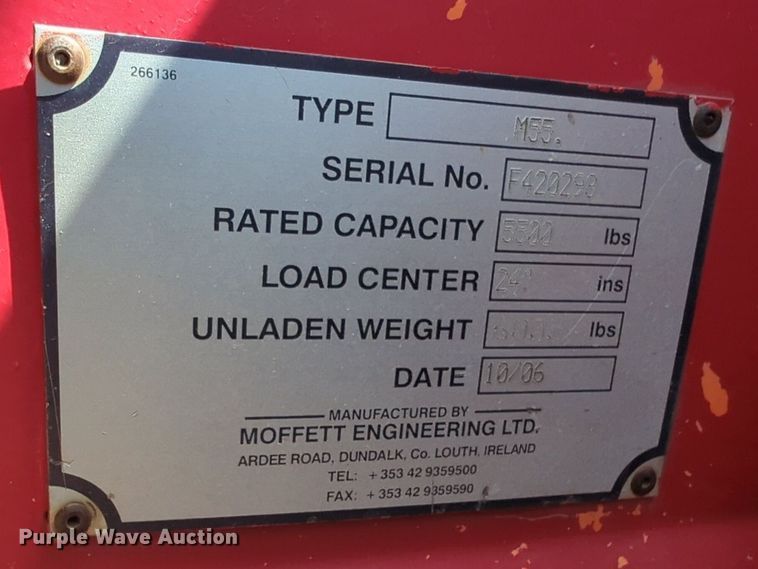 266136
TYPE M55.
SERIAL No. F420298
RATED CAPACITY 5500 lbs
LOAD CENTER 24. ins
UNLADEN WEIGHT lbs
DATE 10/06
MANUFACTURED BY
MOFFETT ENGINEERING LTD.
ARDEE ROAD, DUNDALK, Co. LOUTH, IRELAND
TEL: + 353 42 9359500
FAX: + 353 42 9359590
Purple Wave Auction